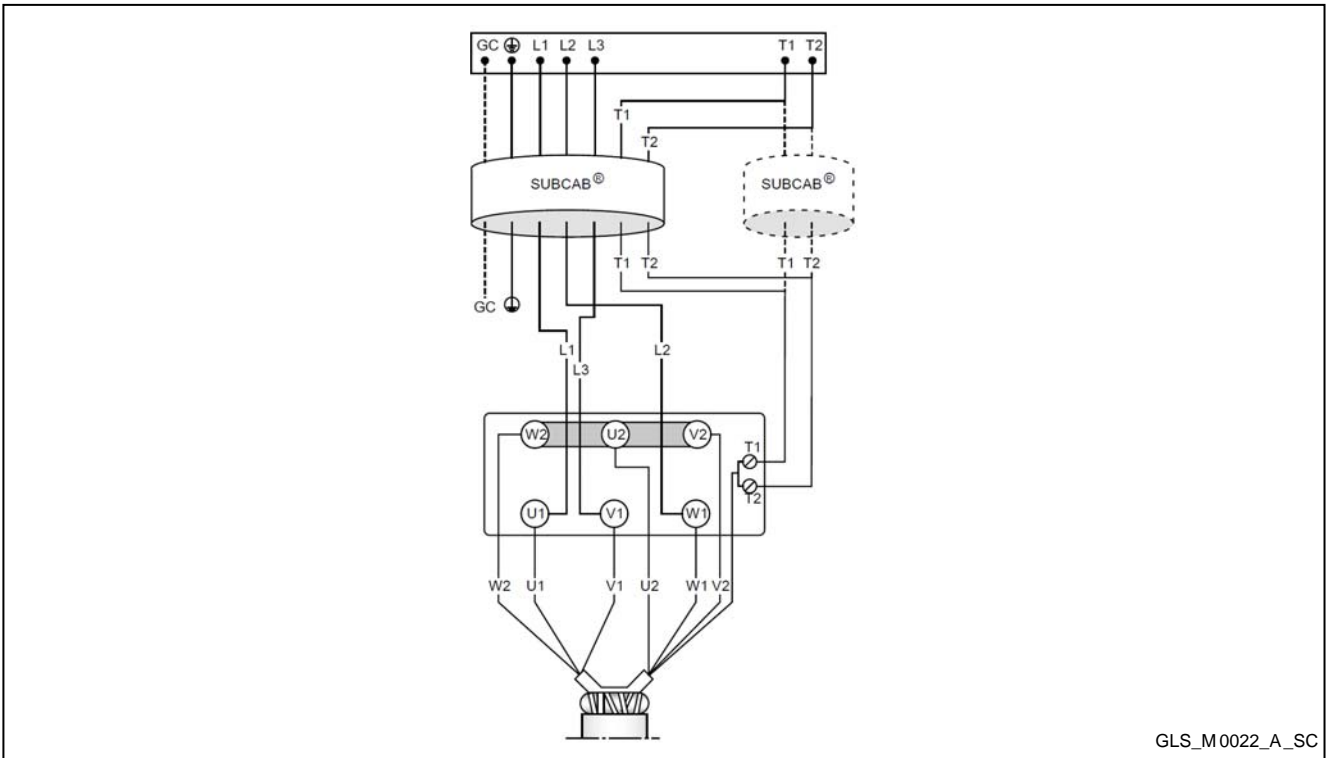 GC L1 L2 L3 T1 T2
T1
T2
SUBCAB® SUBCAB®
T1 T2 T1 T2
GC
L1 L2
L3
W2 U2 V2
T1
T2
U1 V1 W1
W2 U1 V1 U2 W1 V2
GLS_M0022_A_SC